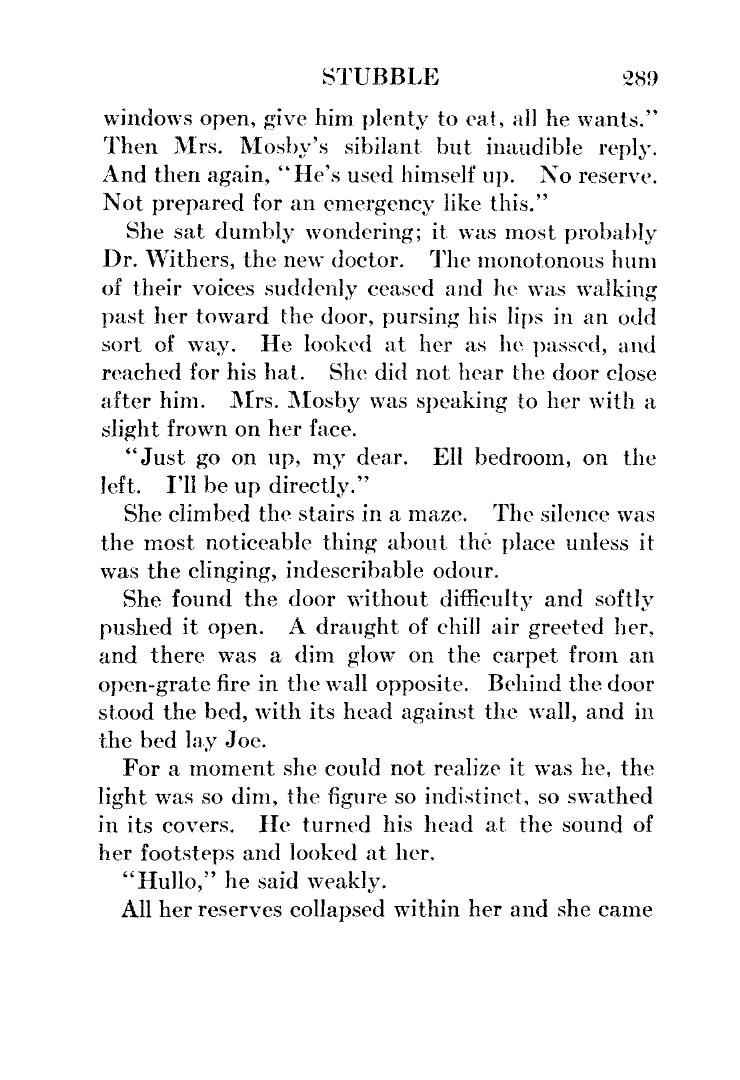 STUBBLE 289
windows open, give him plenty to eat, all he wants."
Then Mrs. Mosby's sibilant but inaudible reply.
And then again, "He's used himself up. No reserve.
Not prepared for an emergency like this."
She sat dumbly wondering; it was most probably
Dr. Withers, the new doctor. The monotonous hum
of their voices suddenly ceased and he was walking
past her toward the door, pursing his lips in an odd
sort of way. He looked at her as he passed, and
reached for his hat. She did not hear the door close
after him. Mrs. Mosby was speaking to her with a
slight frown on her face.
"Just go on up, my dear. Ell bedroom, on the
left. I'll be up directly."
She climbed the stairs in a maze. The silence was
the most noticeable thing about the place unless it
was the clinging, indescribable odour.
She found the door without difficulty and softly
pushed it open. A draught of chill air greeted her,
and there was a dim glow on the carpet from an
open-grate fire in the wall opposite. Behind the door
stood the bed, with its head against the wall, and in
the bed lay Joe.
For a moment she could not realize it was he, the
light was so dim, the figure so indistinct, so swathed
in its covers. He turned his head at the sound of
her footsteps and looked at her.
"Hullo," he said weakly.
All her reserves collapsed within her and she came